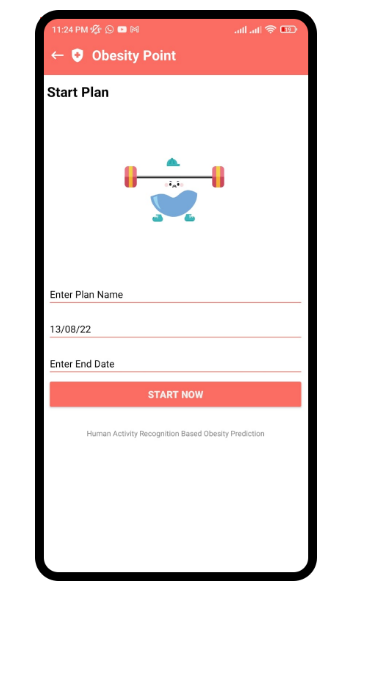 11:24 PM
Obesity Point
Start Plan
Enter Plan Name
13/08/22
Enter End Date
START NOW
Human Activity Recognition Based Obesity Prediction